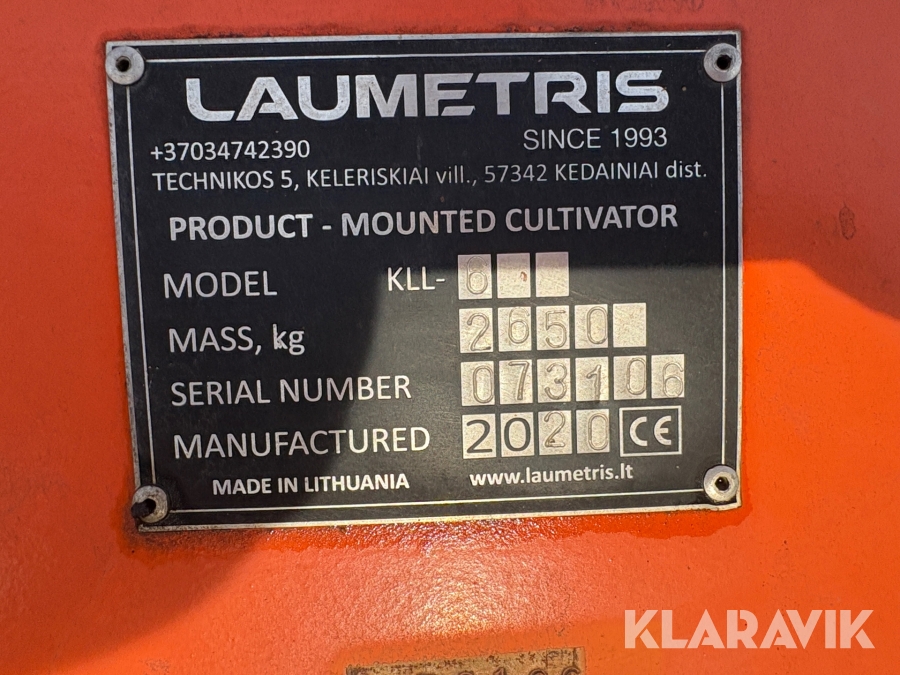 LAUMETRIS
SINCE 1993
+37034742390
TECHNIKOS 5, KELERISKIAI vill., 57342 KEDAINIAI dist.
PRODUCT - MOUNTED CULTIVATOR
MODEL KLL-6
MASS, kg 2650
SERIAL NUMBER 073106
MANUFACTURED 2020 CE
MADE IN LITHUANIA www.laumetris.lt
KLARAVIK